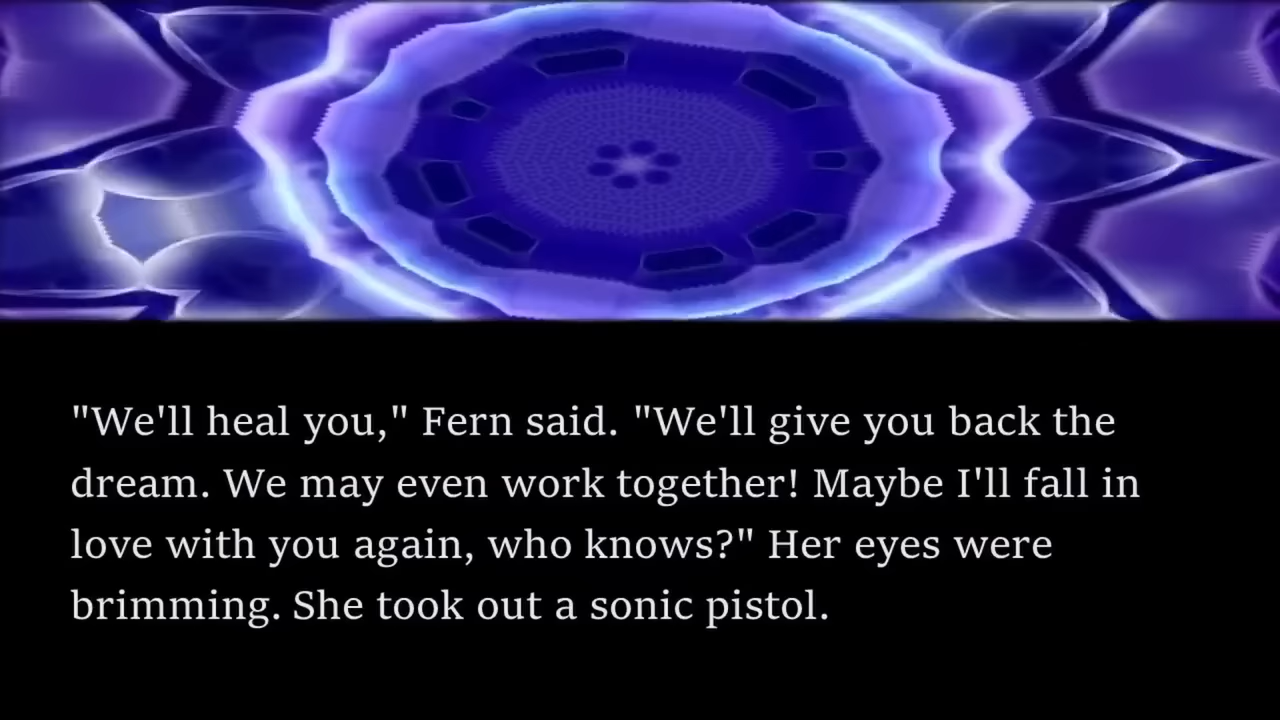 "We'll heal you," Fern said. "We'll give you back the
dream. We may even work together! Maybe I'll fall in
love with you again, who knows?" Her eyes were
brimming. She took out a sonic pistol.